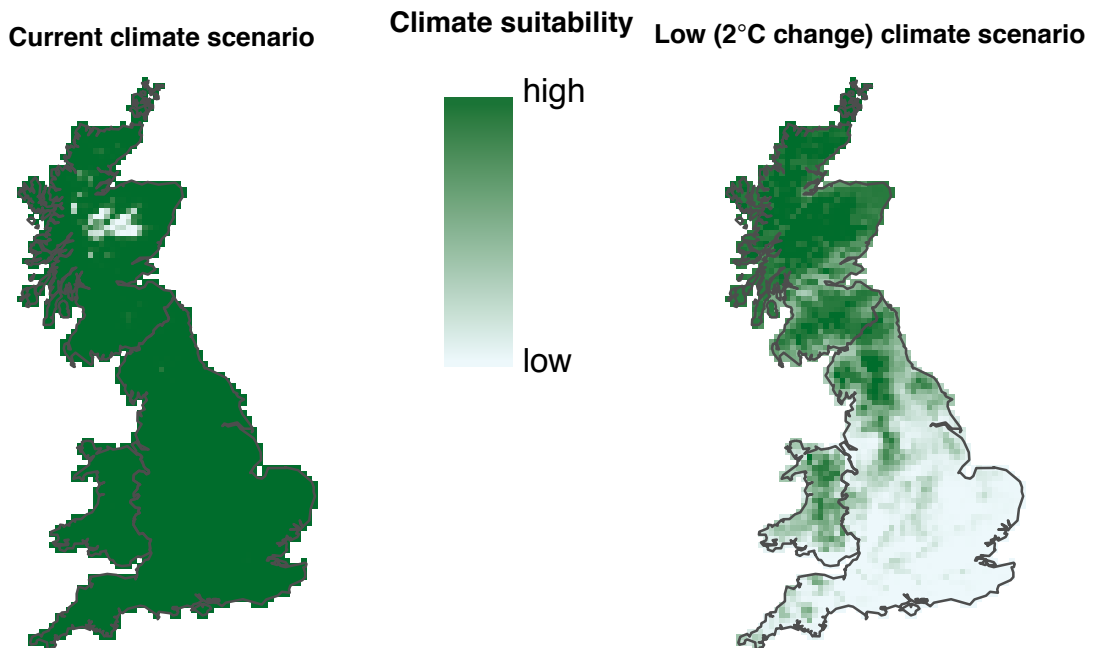 Current climate scenario
Climate suitability
Low (2°C change) climate scenario
high
low